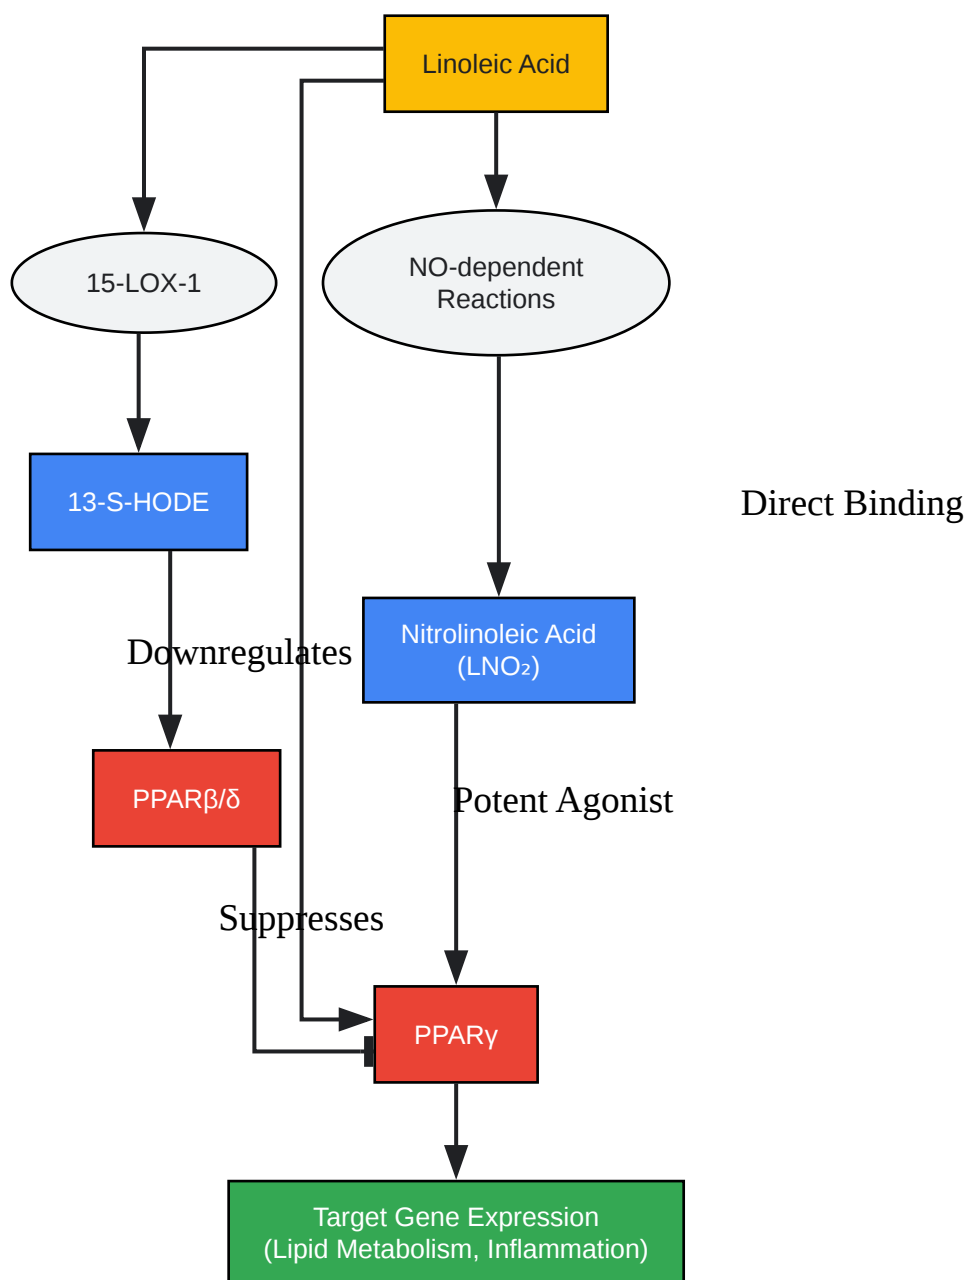 Linoleic Acid
15-LOX-1
NO-dependent
Reactions
13-S-HODE
Direct Binding
Nitrolinoleic Acid
(LNO₂)
Downregulates
PPARβ/δ
Potent Agonist
Suppresses
PPARγ
Target Gene Expression
(Lipid Metabolism, Inflammation)